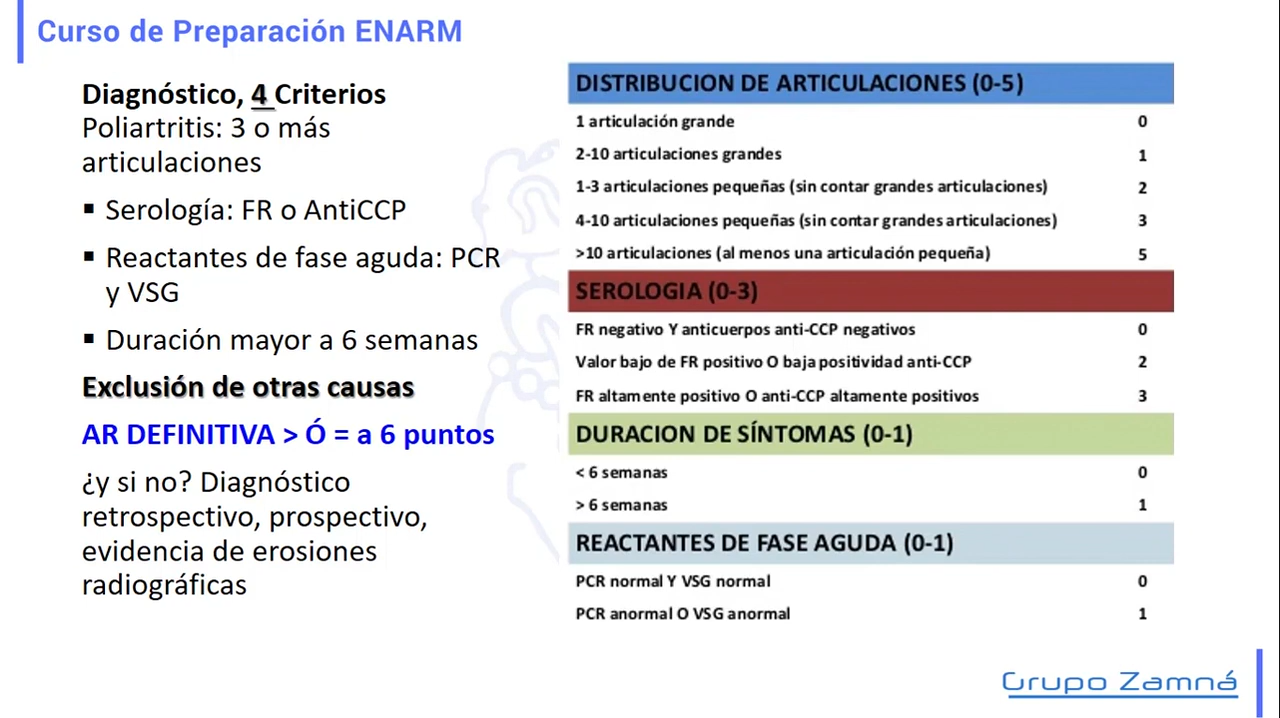 Curso de Preparación ENARM
Diagnóstico, 4 Criterios
Poliartritis: 3 o más
articulaciones
▪ Serología: FR o AntiCCP
▪ Reactantes de fase aguda: PCR
y VSG
▪ Duración mayor a 6 semanas
Exclusión de otras causas
AR DEFINITIVA > Ó = a 6 puntos
¿y si no? Diagnóstico
retrospectivo, prospectivo,
evidencia de erosiones
radiográficas
DISTRIBUCION DE ARTICULACIONES (0-5)
1 articulación grande 0
2-10 articulaciones grandes 1
1-3 articulaciones pequeñas (sin contar grandes articulaciones) 2
4-10 articulaciones pequeñas (sin contar grandes articulaciones) 3
>10 articulaciones (al menos una articulación pequeña) 5
SEROLOGIA (0-3)
FR negativo Y anticuerpos anti-CCP negativos 0
Valor bajo de FR positivo O baja positividad anti-CCP 2
FR altamente positivo O anti-CCP altamente positivos 3
DURACION DE SÍNTOMAS (0-1)
< 6 semanas 0
> 6 semanas 1
REACTANTES DE FASE AGUDA (0-1)
PCR normal Y VSG normal 0
PCR anormal O VSG anormal 1
Grupo Zamná